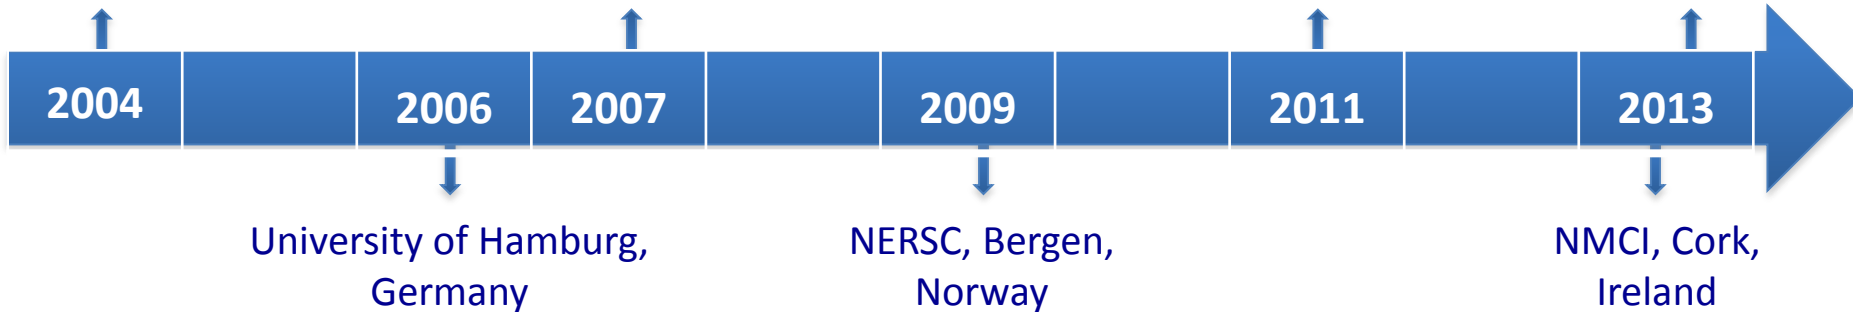 2004 2006 2007 2009 2011 2013
University of Hamburg,
Germany
NERSC, Bergen,
Norway
NMCI, Cork,
Ireland